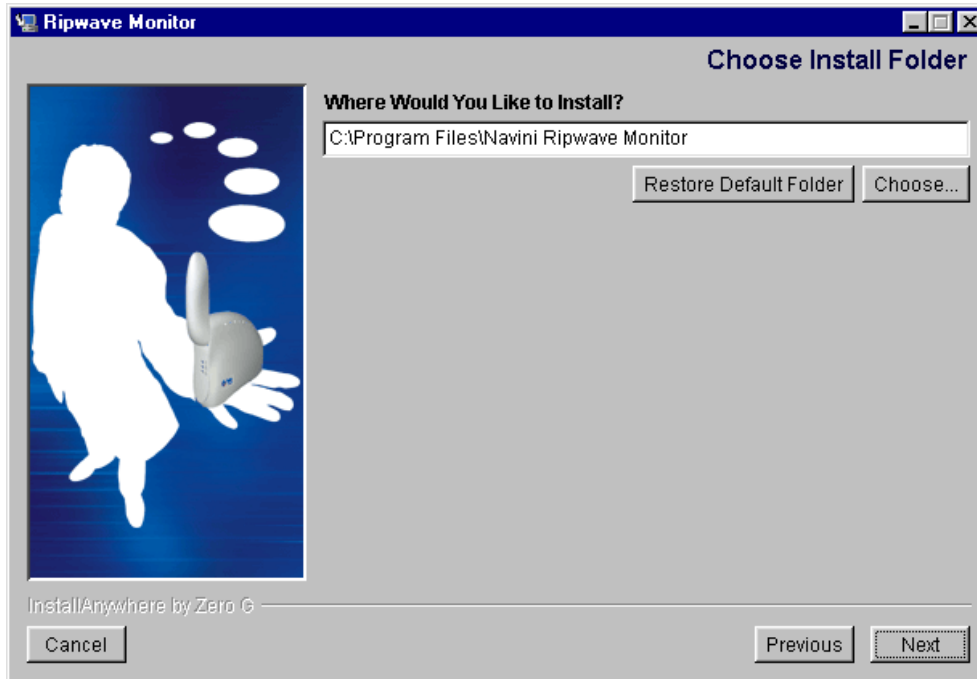 Ripwave Monitor
Choose Install Folder
Where Would You Like to Install?
C:\Program Files\Navini Ripwave Monitor
Restore Default Folder
Choose...
InstallAnywhere by Zero G
Cancel
Previous
Next